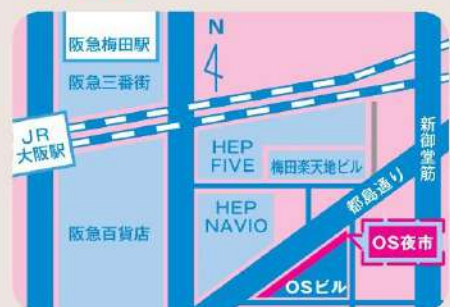 阪急梅田駅
N
阪急三番街
JR
大阪駅
HEP
FIVE
梅田楽天地ビル
新御堂筋
都島通り
阪急百貨店
HEP
NAVIO
OS夜市
OSビル